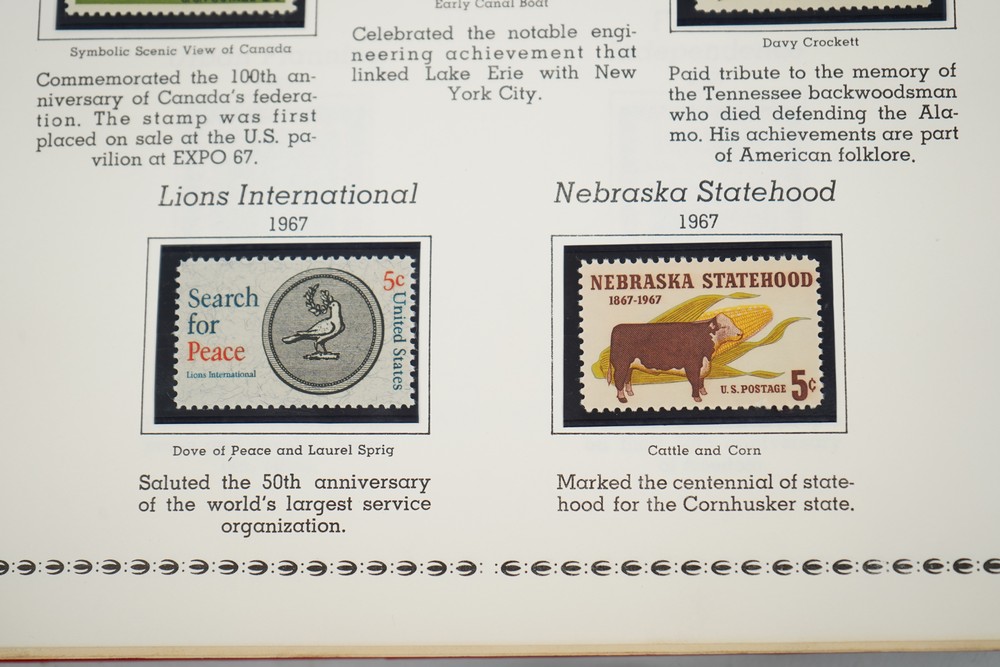 Symbolic Scenic View of Canada
Commemorated the 100th an-
niversary of Canada's federa-
tion. The stamp was first
placed on sale at the U.S. pa-
vilion at EXPO 67.
Early Canal Boat
Celebrated the notable engi-
neering achievement that
linked Lake Erie with New
York City.
Davy Crockett
Paid tribute to the memory of
the Tennessee backwoodsman
who died defending the Ala-
mo. His achievements are part
of American folklore.
Lions International
1967
Search
for
Peace
Lions International
5c
United States
Dove of Peace and Laurel Sprig
Saluted the 50th anniversary
of the world's largest service
organization.
Nebraska Statehood
1967
NEBRASKA STATEHOOD
1867-1967
U.S. POSTAGE 5c
Cattle and Corn
Marked the centennial of state-
hood for the Cornhusker state.